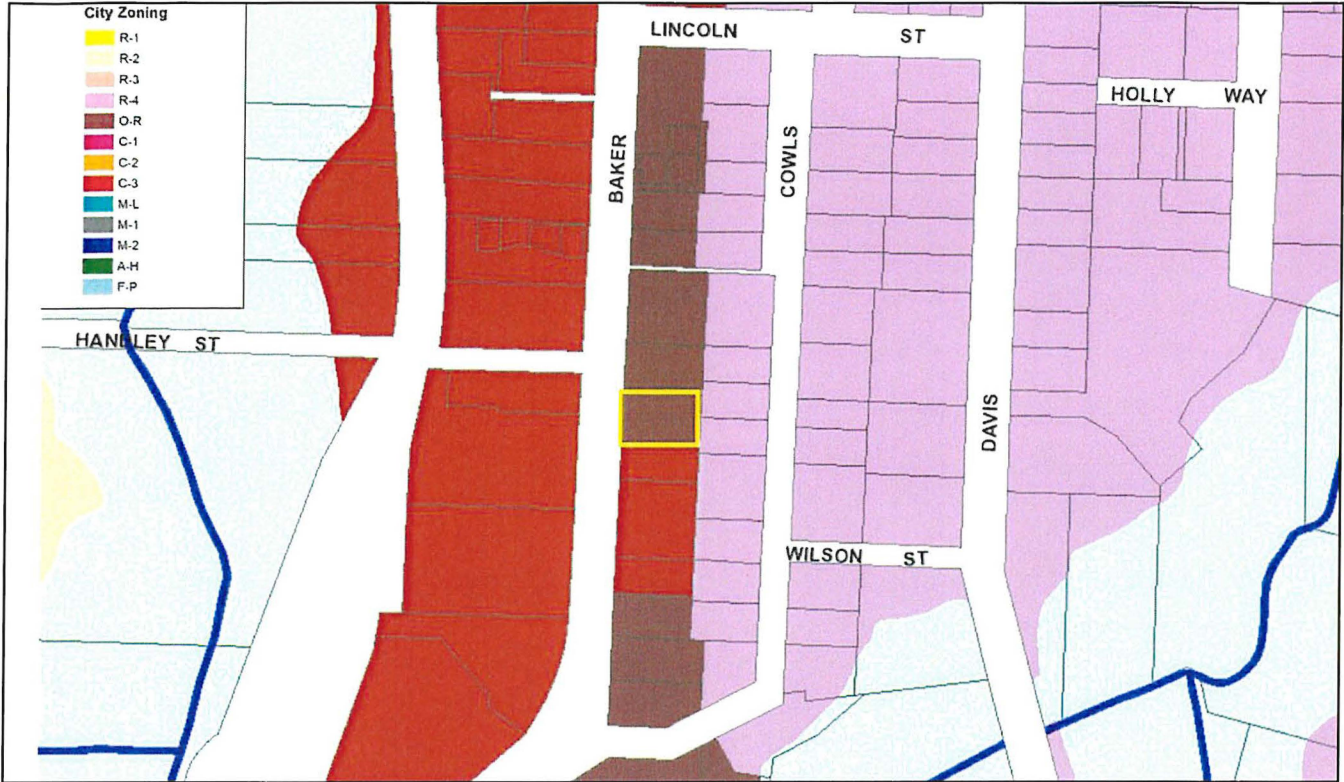 City Zoning
R-1
R-2
R-3
R-4
O-R
C-1
C-2
C-3
M-L
M-1
M-2
A-H
F-P
LINCOLN ST
HOLLY WAY
BAKER
COWLS
HANDLEY ST
DAVIS
WILSON ST